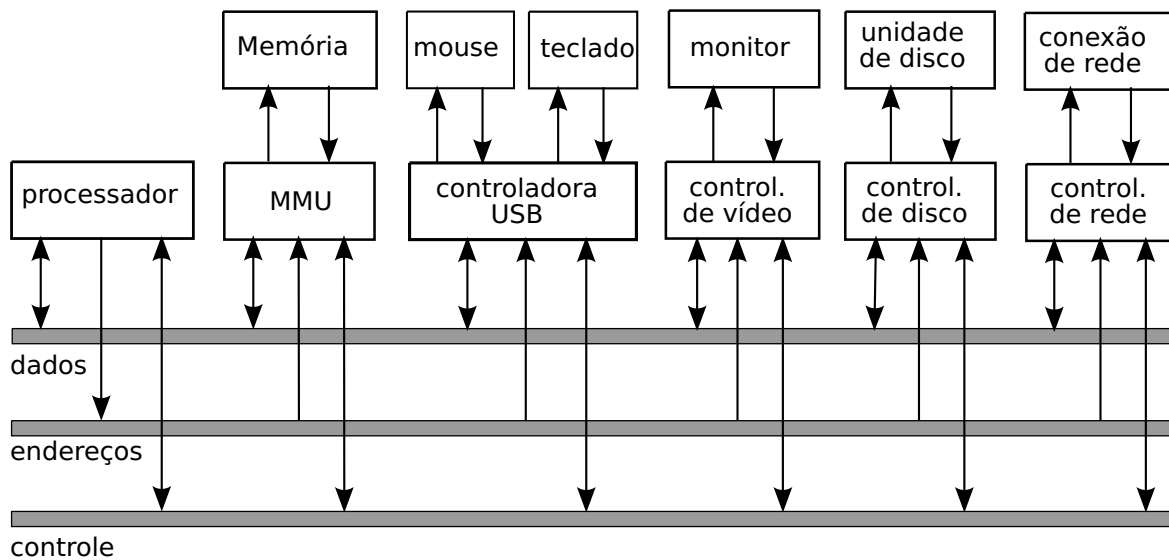 Memória
mouse
teclado
monitor
unidade
de disco
conexão
de rede
processador
MMU
controladora
USB
control.
de vídeo
control.
de disco
control.
de rede
dados
endereços
controle